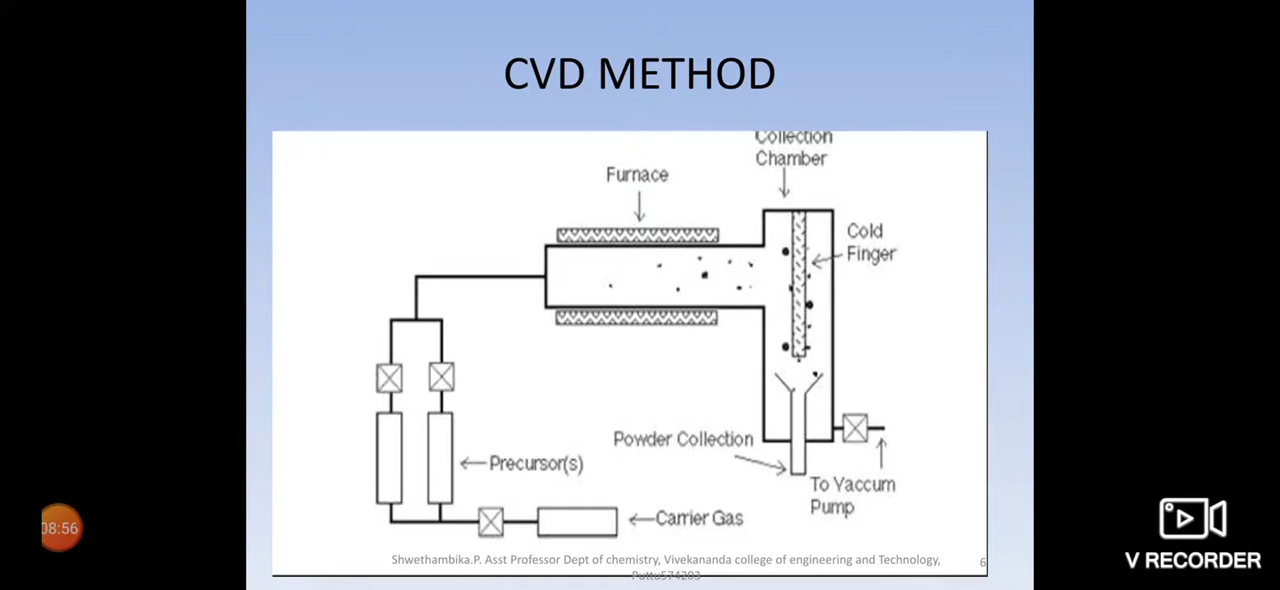 CVD METHOD
Collection
Chamber
Furnace
Cold
Finger
Powder Collection
Precursor(s)
To Vaccum
Pump
Carrier Gas
Shwethambika.P. Asst Professor Dept of chemistry, Vivekananda college of engineering and Technology,
Puttu574203
6
08:56
V RECORDER